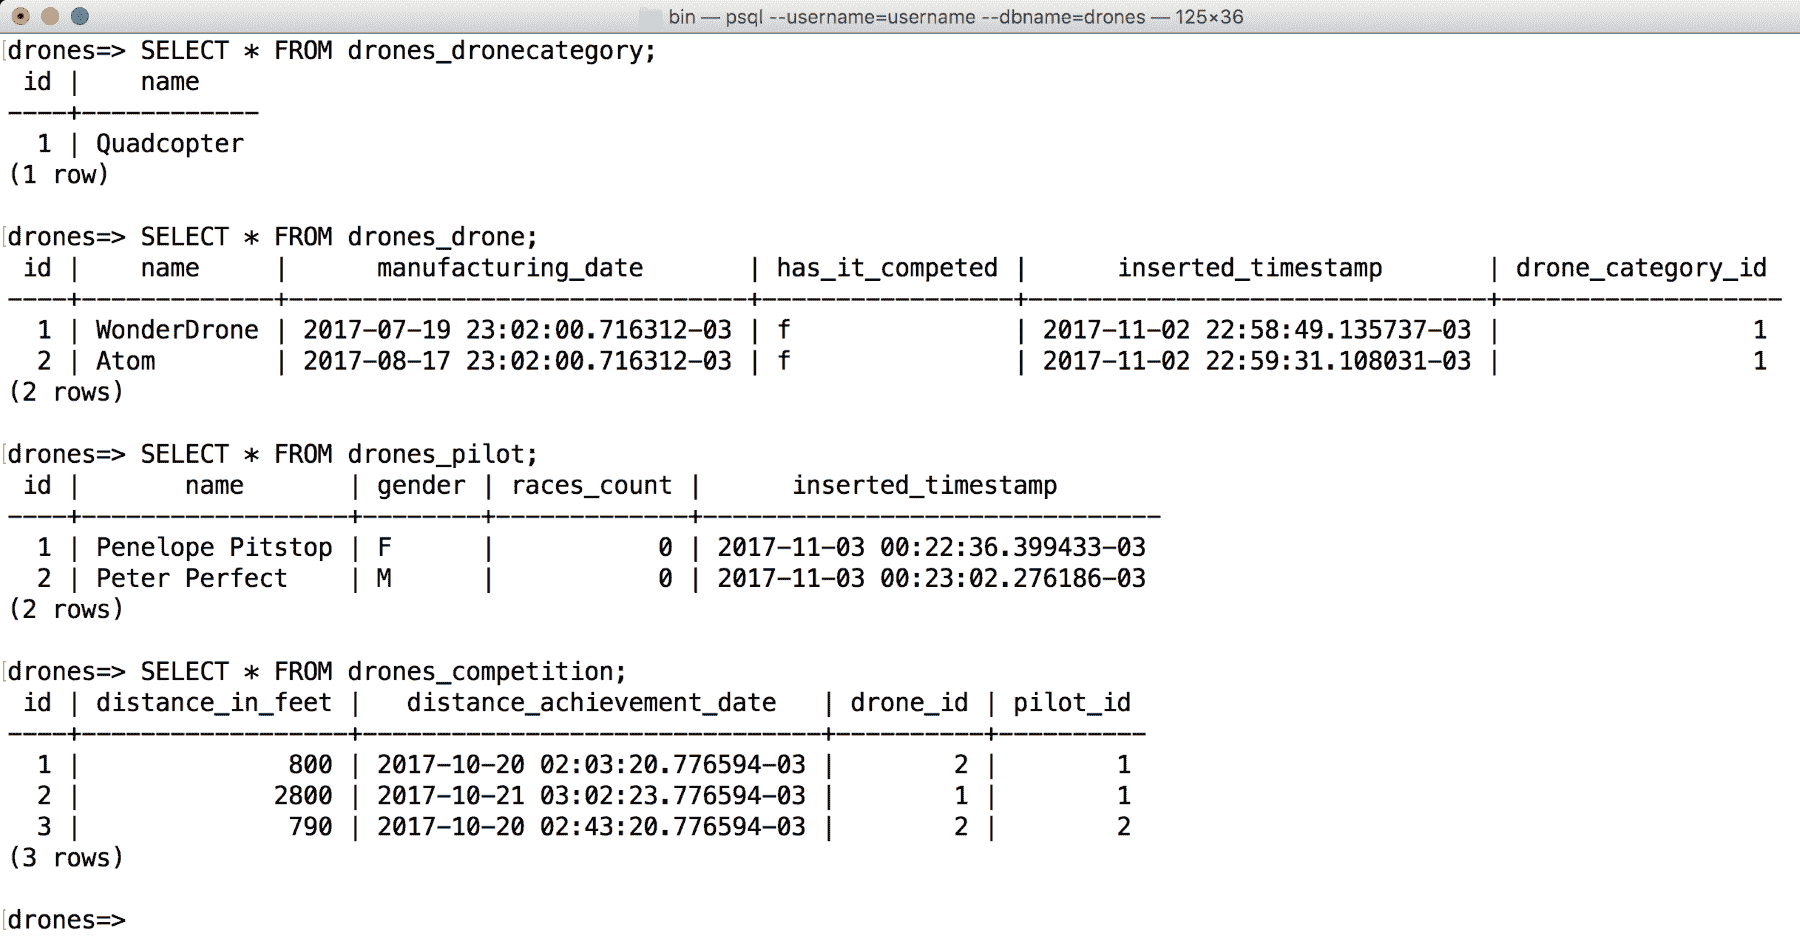 bin — psql --username=username --dbname=drones — 125×36
drones=> SELECT * FROM drones_dronecategory;
 id |    name
----+------------
  1 | Quadcopter
(1 row)

drones=> SELECT * FROM drones_drone;
 id |    name     |      manufacturing_date       | has_it_competed |      inserted_timestamp       | drone_category_id
----+-------------+-------------------------------+-----------------+-------------------------------+-------------------
  1 | WonderDrone | 2017-07-19 23:02:00.716312-03 | f               | 2017-11-02 22:58:49.135737-03 |                 1
  2 | Atom        | 2017-08-17 23:02:00.716312-03 | f               | 2017-11-02 22:59:31.108031-03 |                 1
(2 rows)

drones=> SELECT * FROM drones_pilot;
 id |       name       | gender | races_count |      inserted_timestamp
----+------------------+--------+-------------+-------------------------------
  1 | Penelope Pitstop | F      |           0 | 2017-11-03 00:22:36.399433-03
  2 | Peter Perfect    | M      |           0 | 2017-11-03 00:23:02.276186-03
(2 rows)

drones=> SELECT * FROM drones_competition;
 id | distance_in_feet |   distance_achievement_date   | drone_id | pilot_id
----+------------------+-------------------------------+----------+----------
  1 |              800 | 2017-10-20 02:03:20.776594-03 |        2 |        1
  2 |             2800 | 2017-10-21 03:02:23.776594-03 |        1 |        1
  3 |              790 | 2017-10-20 02:43:20.776594-03 |        2 |        2
(3 rows)

drones=>